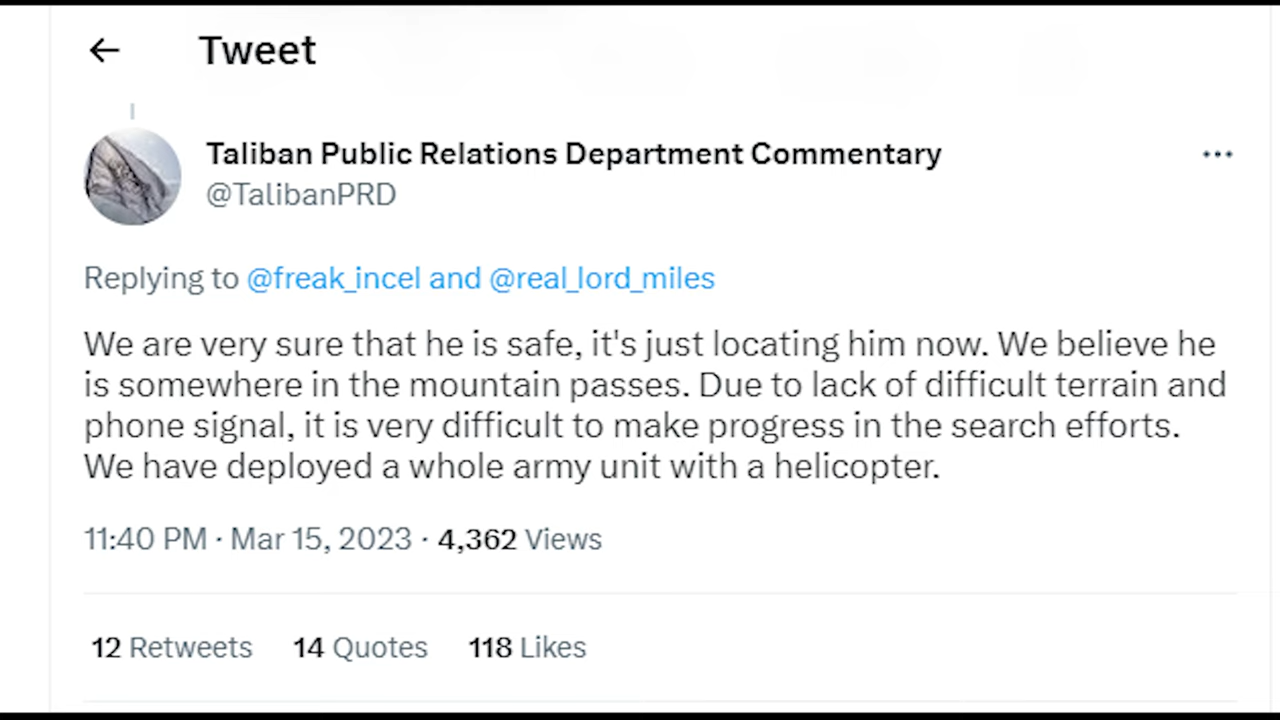 Tweet
Taliban Public Relations Department Commentary
@TalibanPRD
Replying to @freak_incel and @real_lord_miles
We are very sure that he is safe, it's just locating him now. We believe he
is somewhere in the mountain passes. Due to lack of difficult terrain and
phone signal, it is very difficult to make progress in the search efforts.
We have deployed a whole army unit with a helicopter.
11:40 PM · Mar 15, 2023 · 4,362 Views
12 Retweets 14 Quotes 118 Likes